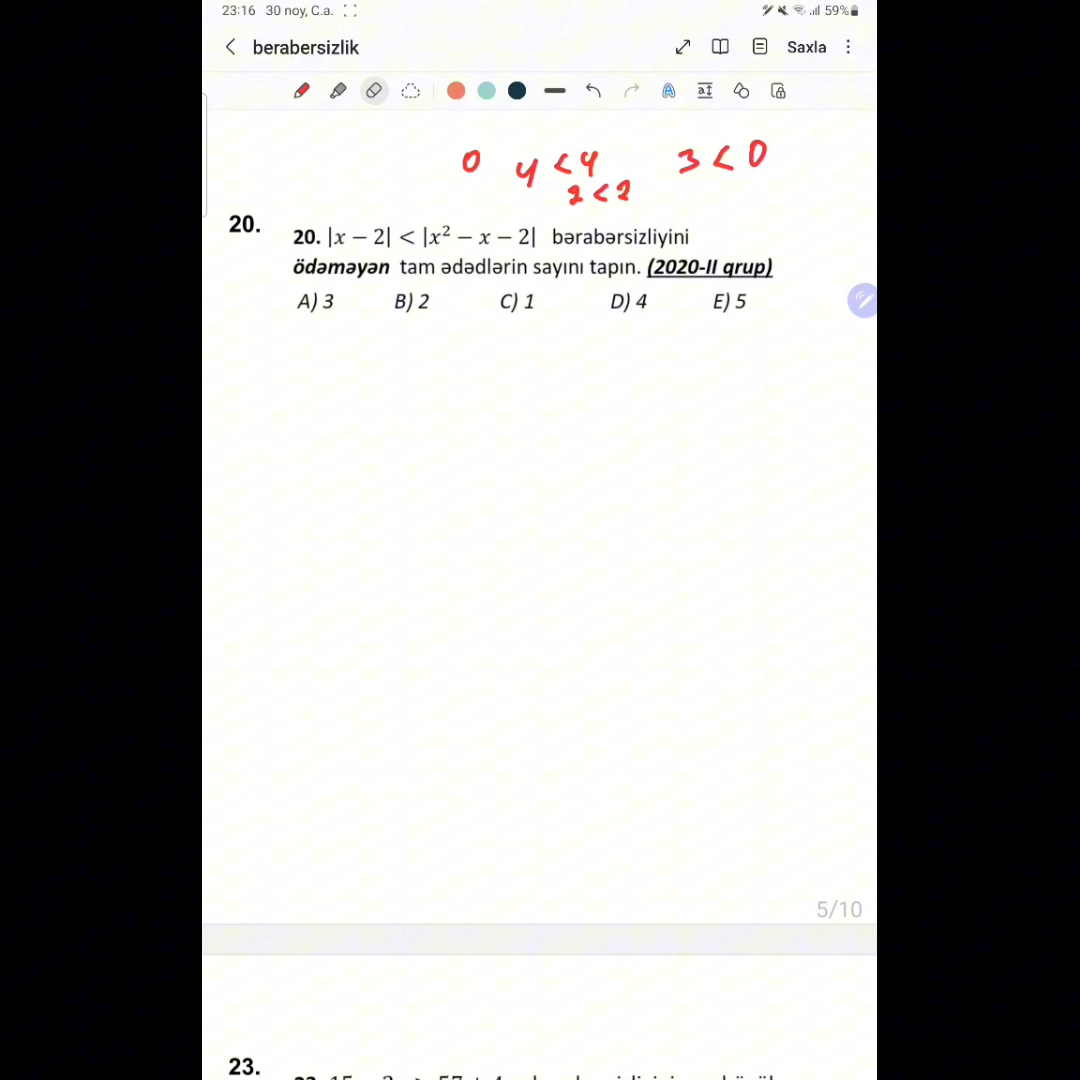 23:16 30 noy, C.a. 59%
berabersizlik Saxla
0 4 < 4 3 < 0
2 < 2
20.
20. |x − 2| < |x² − x − 2| bərabərsizliyini
ödəməyən tam ədədlərin sayını tapın. (2020-II qrup)
A) 3 B) 2 C) 1 D) 4 E) 5
5/10
23.